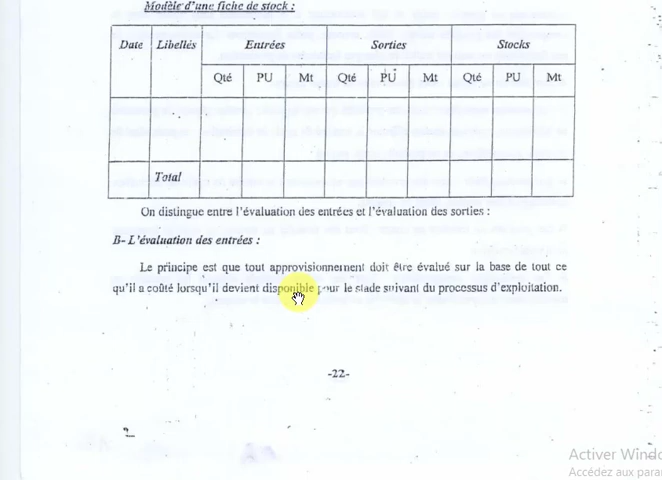 Modèle d'une fiche de stock :
Date Libellés Entrées Sorties Stocks
Qté PU Mt Qté PU Mt Qté PU Mt
Total
On distingue entre l'évaluation des entrées et l'évaluation des sorties :
B- L'évaluation des entrées :
Le principe est que tout approvisionnement doit être évalué sur la base de tout ce
qu'il a coûté lorsqu'il devient disponible pour le stade suivant du processus d'exploitation.
-22-
Activer Windo
Accédez aux para